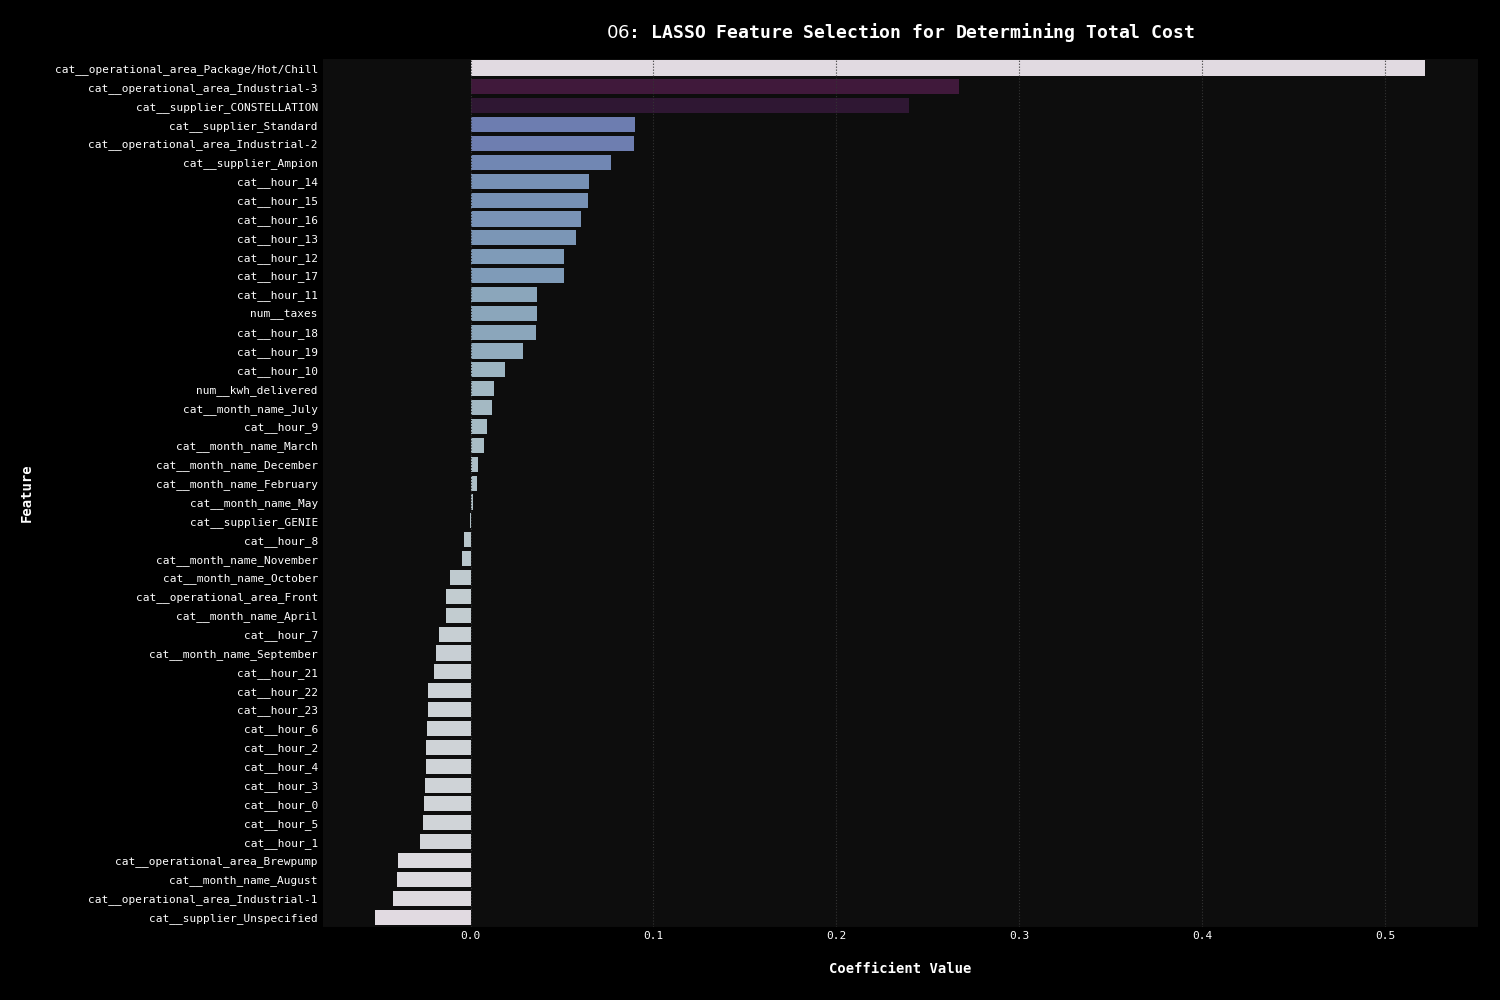 06: LASSO Feature Selection for Determining Total Cost
cat__operational_area_Package/Hot/Chill
cat__operational_area_Industrial-3
cat__supplier_CONSTELLATION
cat__supplier_Standard
cat__operational_area_Industrial-2
cat__supplier_Ampion
cat__hour_14
cat__hour_15
cat__hour_16
cat__hour_13
cat__hour_12
cat__hour_17
cat__hour_11
num__taxes
cat__hour_18
cat__hour_19
cat__hour_10
num__kwh_delivered
cat__month_name_July
cat__hour_9
cat__month_name_March
cat__month_name_December
cat__month_name_February
cat__month_name_May
cat__supplier_GENIE
cat__hour_8
cat__month_name_November
cat__month_name_October
cat__operational_area_Front
cat__month_name_April
cat__hour_7
cat__month_name_September
cat__hour_21
cat__hour_22
cat__hour_23
cat__hour_6
cat__hour_2
cat__hour_4
cat__hour_3
cat__hour_0
cat__hour_5
cat__hour_1
cat__operational_area_Brewpump
cat__month_name_August
cat__operational_area_Industrial-1
cat__supplier_Unspecified
Feature
0.0 0.1 0.2 0.3 0.4 0.5
Coefficient Value